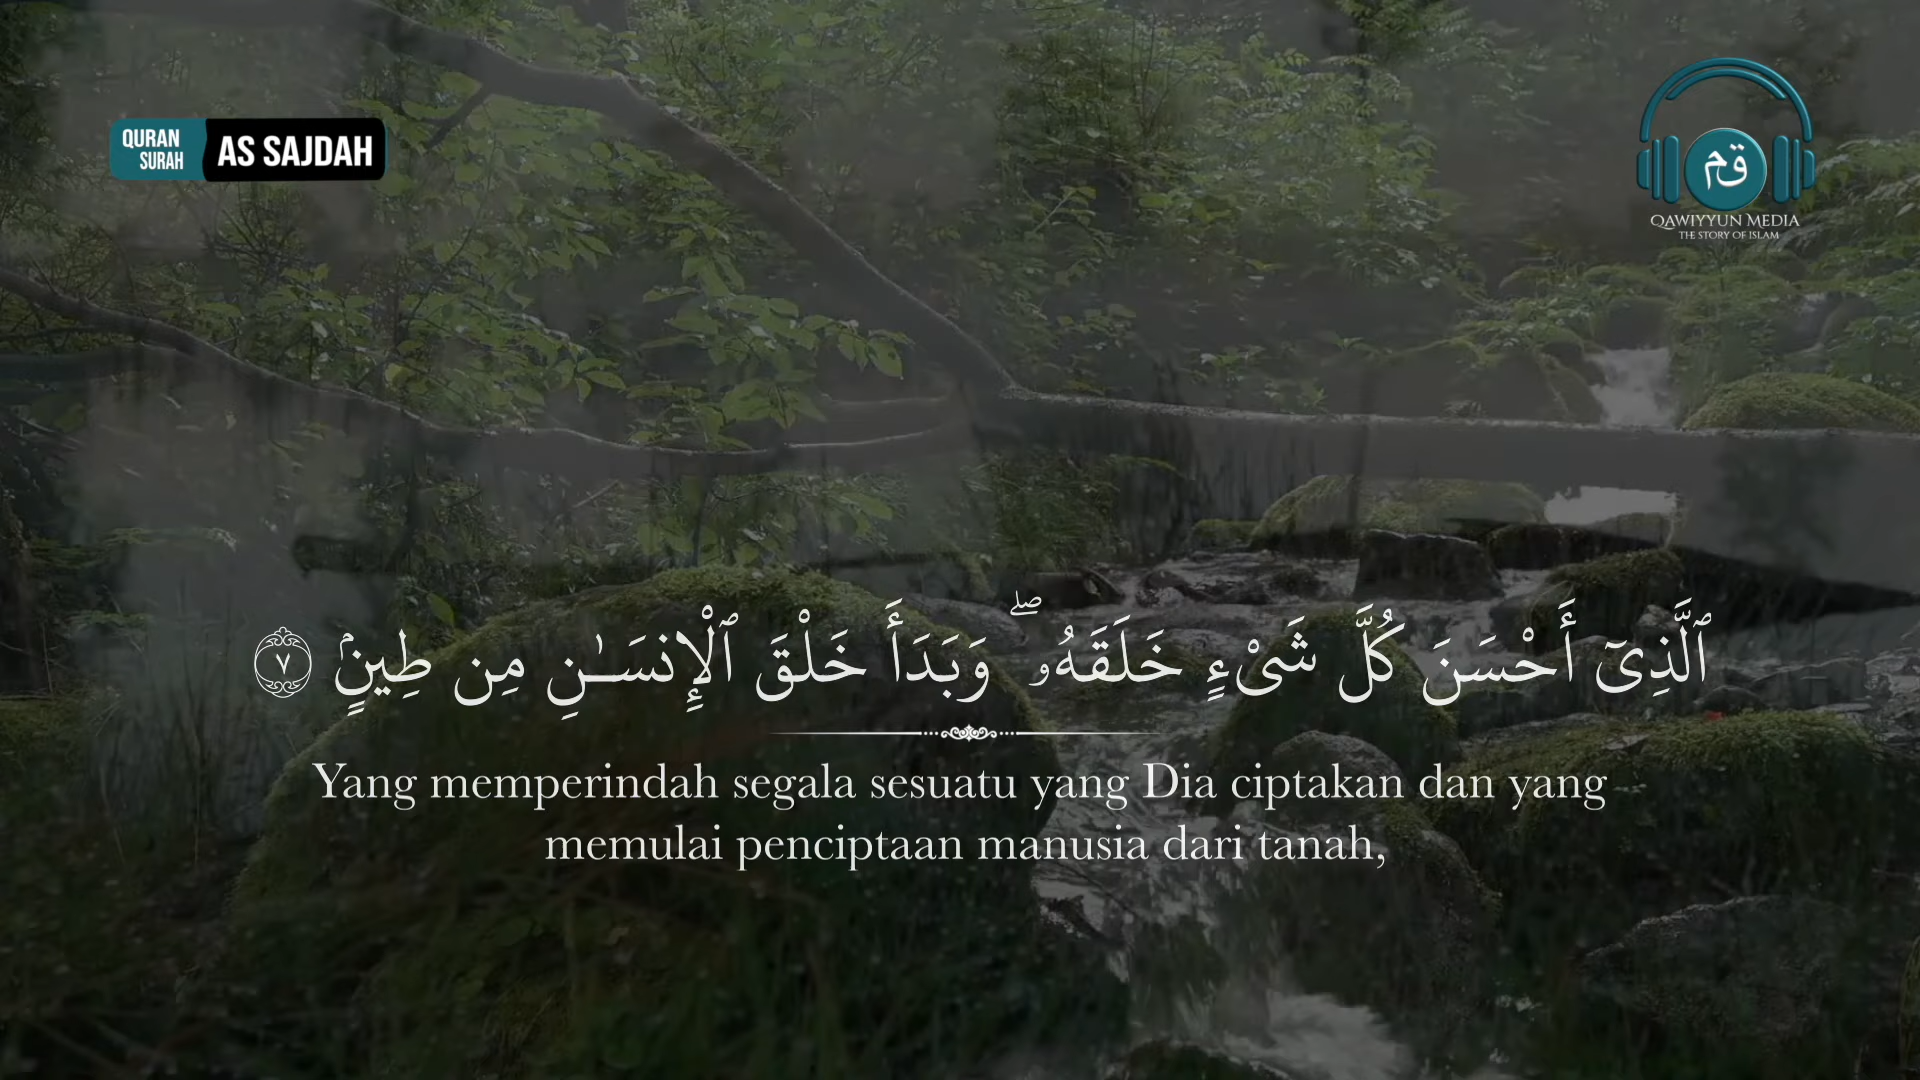 QURAN
SURAH
AS SAJDAH
قم
QAWIYYUN MEDIA
THE STORY OF ISLAM
ٱلَّذِىٓ أَحْسَنَ كُلَّ شَىْءٍ خَلَقَهُۥ ۖ وَبَدَأَ خَلْقَ ٱلْإِنسَـٰنِ مِن طِينٍۢ ٧
Yang memperindah segala sesuatu yang Dia ciptakan dan yang
memulai penciptaan manusia dari tanah,